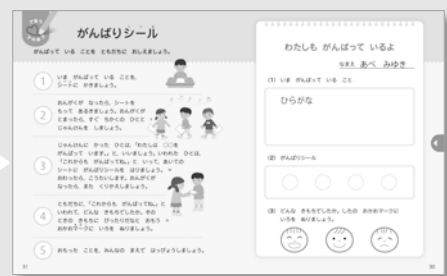 がんばりシール
がんばって いる ことを ともだちに おしえましょう。
1
いま がんばって いる ことを、
シートに かきましょう。
2
おんがくが なったら、シートを
もって あるきましょう。おんがくが
とまったら、すぐ ちかくの ひとと
じゃんけんを しましょう。
3
じゃんけんに かった ひとは、「わたしは ○○を
がんばって います。」と、いいましょう。いわれた ひとは、
「これからも がんばってね。」と いって、あいての
シートに がんばりシールを はりましょう。
おわったら、こうたいします。おんがくが
なったら、また くりかえしましょう。
4
ともだちに、「これからも がんばってね。」と
いわれて、どんな きもちでしたか。その
ときの きもちに ぴったりだなと おもう
おかおマークに いろを ぬりましょう。
5
おもった ことを、みんなの まえで はっぴょうしましょう。
31
わたしも がんばって いるよ
なまえ あべ みゆき
(1) いま がんばって いる こと
ひらがな
(2) がんばりシール
(3) どんな きもちでしたか。したの おかおマークに
いろを ぬりましょう。